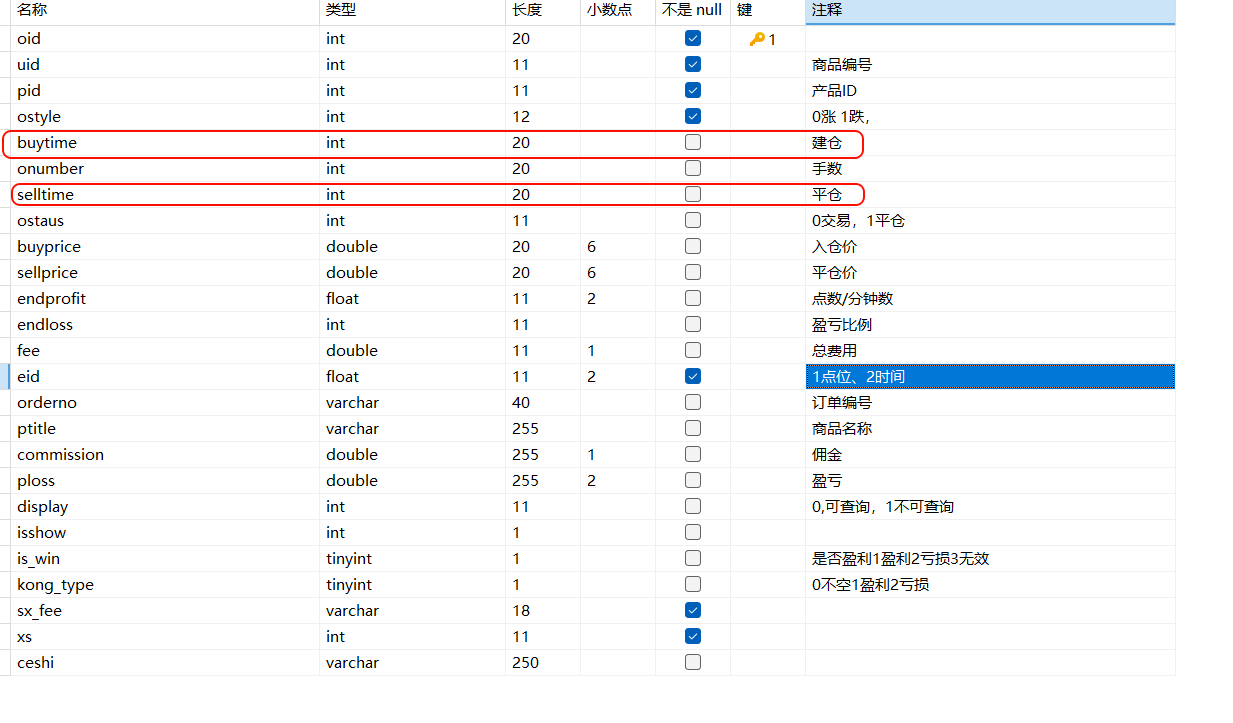 名称 类型 长度 小数点 不是 null 键 注释
oid int 20 1
uid int 11 商品编号
pid int 11 产品ID
ostyle int 12 0涨 1跌，
buytime int 20 建仓
onumber int 20 手数
selltime int 20 平仓
ostaus int 11 0交易，1平仓
buyprice double 20 6 入仓价
sellprice double 20 6 平仓价
endprofit float 11 2 点数/分钟数
endloss int 11 盈亏比例
fee double 11 1 总费用
eid float 11 2 1点位、2时间
orderno varchar 40 订单编号
ptitle varchar 255 商品名称
commission double 255 1 佣金
ploss double 255 2 盈亏
display int 11 0,可查询，1不可查询
isshow int 1
is_win tinyint 1 是否盈利1盈利2亏损3无效
kong_type tinyint 1 0不空1盈利2亏损
sx_fee varchar 18
xs int 11
ceshi varchar 250